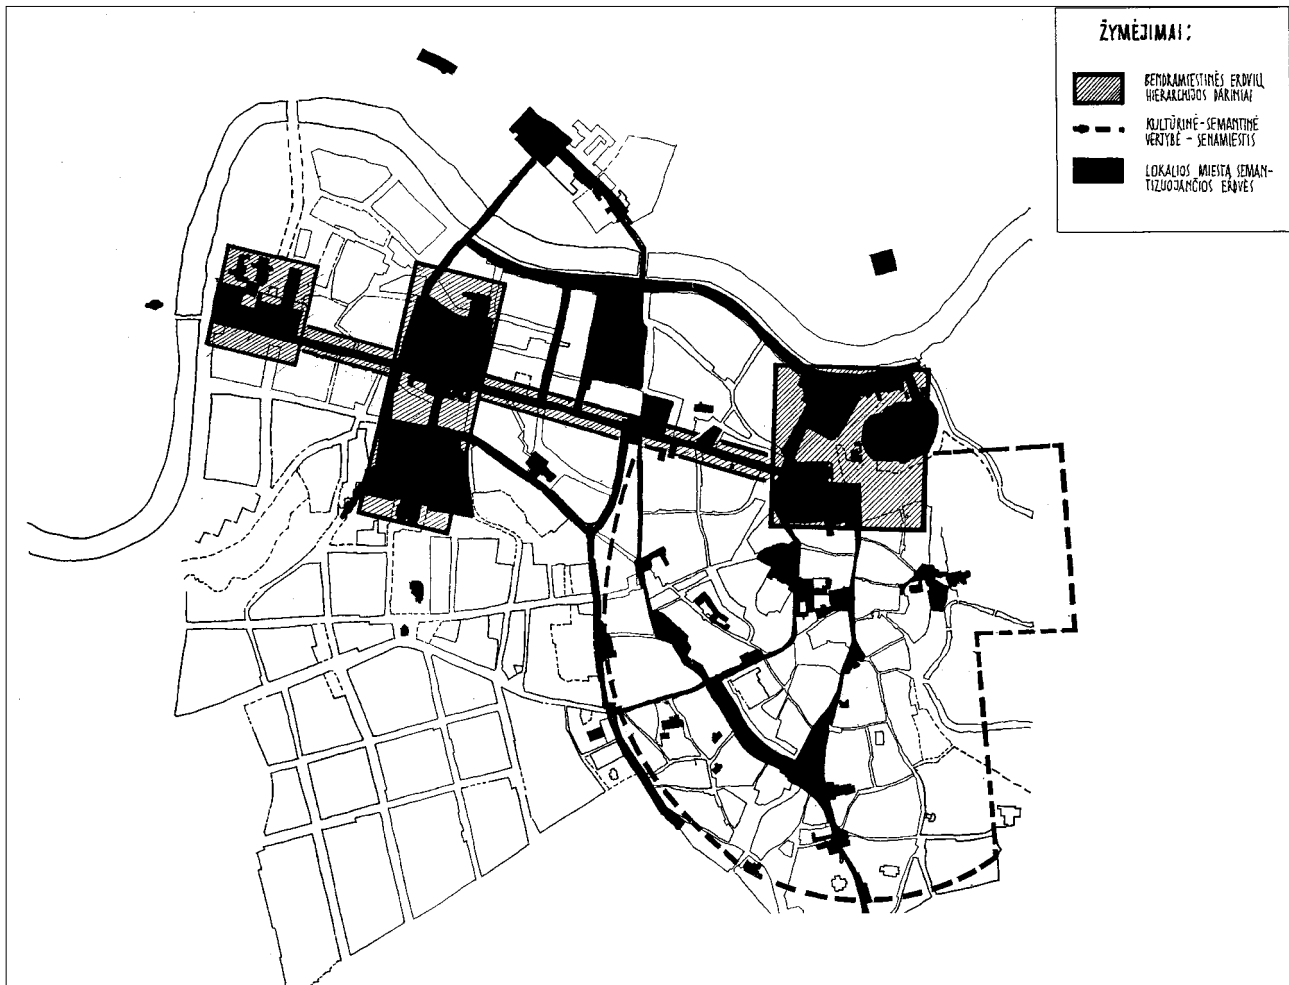 ŽYMĖJIMAI:
BENDRAMIESTINĖS ERDVIŲ
HIERARCHIJOS DARINIAI
KULTŪRINĖ-SEMANTINĖ
VERTYBĖ - SENAMIESTIS
LOKALIOS MIESTĄ SEMAN-
TIZUOJANČIOS ERDVĖS